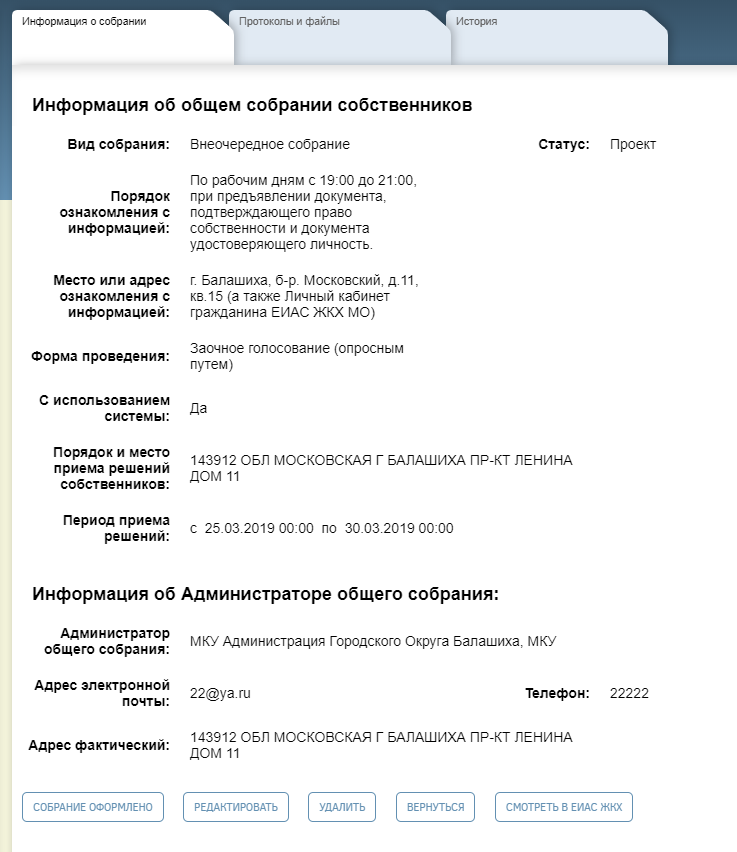 Информация о собрании
Протоколы и файлы
История
Информация об общем собрании собственников
Вид собрания:
Внеочередное собрание
Статус:
Проект
Порядок
ознакомления с
информацией:
По рабочим дням с 19:00 до 21:00,
при предъявлении документа,
подтверждающего право
собственности и документа
удостоверяющего личность.
Место или адрес
ознакомления с
информацией:
г. Балашиха, б-р. Московский, д.11,
кв.15 (а также Личный кабинет
гражданина ЕИАС ЖКХ МО)
Форма проведения:
Заочное голосование (опросным
путем)
С использованием
системы:
Да
Порядок и место
приема решений
собственников:
143912 ОБЛ МОСКОВСКАЯ Г БАЛАШИХА ПР-КТ ЛЕНИНА
ДОМ 11
Период приема
решений:
с 25.03.2019 00:00 по 30.03.2019 00:00
Информация об Администраторе общего собрания:
Администратор
общего собрания:
МКУ Администрация Городского Округа Балашиха, МКУ
Адрес электронной
почты:
22@ya.ru
Телефон:
22222
Адрес фактический:
143912 ОБЛ МОСКОВСКАЯ Г БАЛАШИХА ПР-КТ ЛЕНИНА
ДОМ 11
СОБРАНИЕ ОФОРМЛЕНО
РЕДАКТИРОВАТЬ
УДАЛИТЬ
ВЕРНУТЬСЯ
СМОТРЕТЬ В ЕИАС ЖКХ